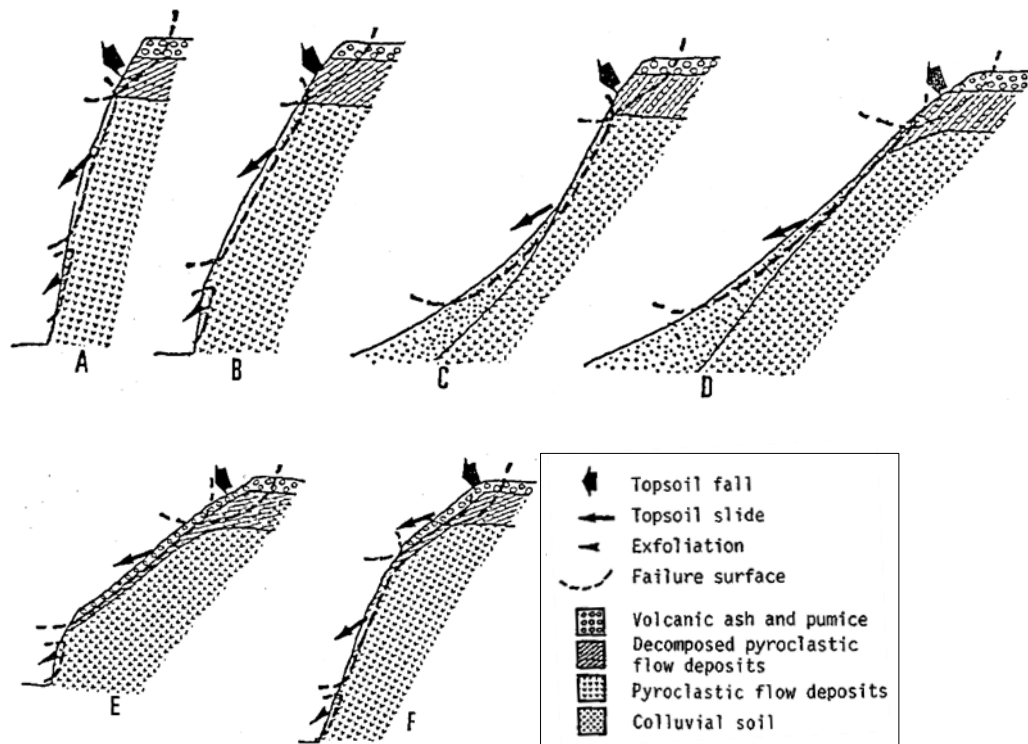 A
B
C
D
E
F
Topsoil fall
Topsoil slide
Exfoliation
Failure surface
Volcanic ash and pumice
Decomposed pyroclastic
flow deposits
Pyroclastic flow deposits
Colluvial soil